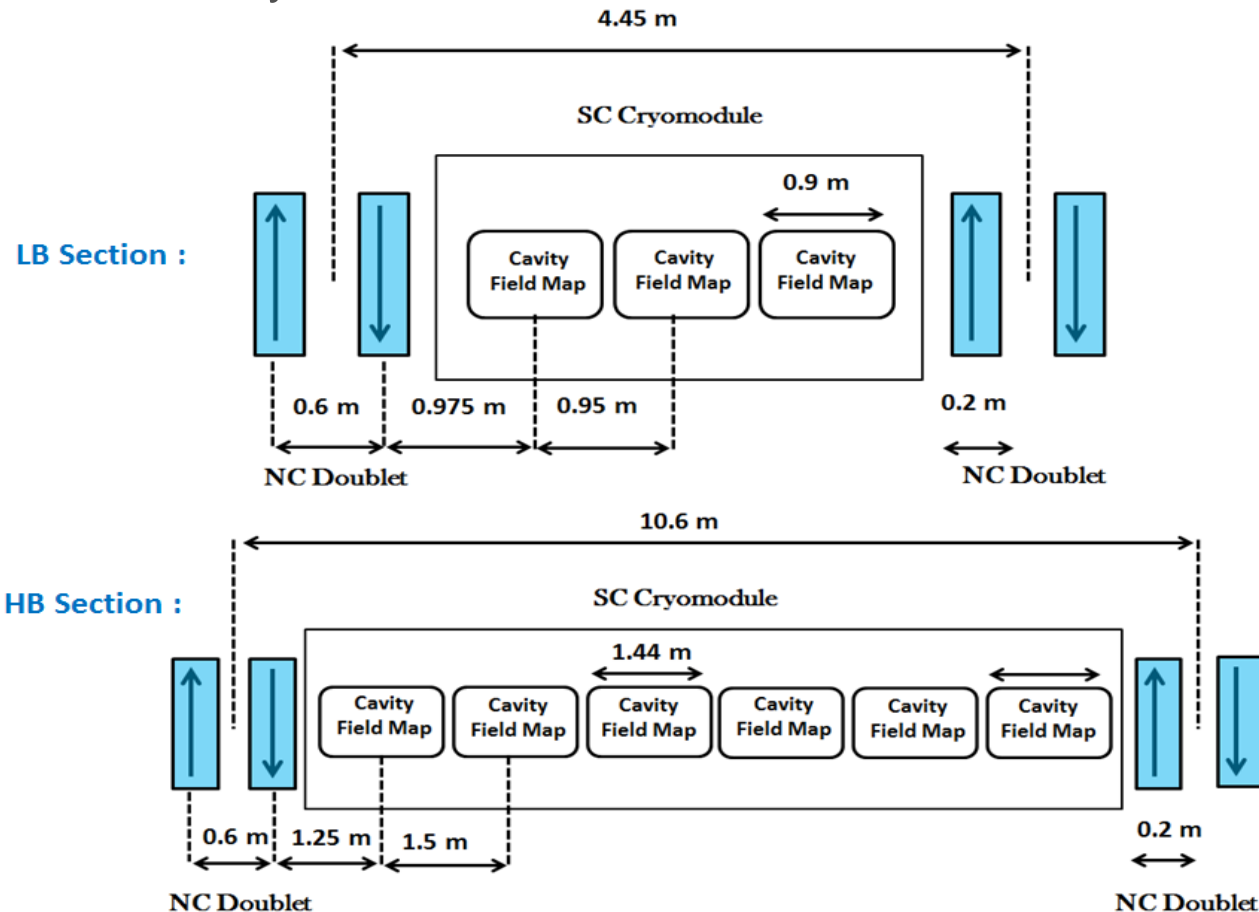 4.45 m
SC Cryomodule
0.9 m
LB Section :
Cavity
Field Map
Cavity
Field Map
Cavity
Field Map
0.6 m
0.975 m
0.95 m
0.2 m
NC Doublet
NC Doublet
10.6 m
HB Section :
SC Cryomodule
1.44 m
Cavity
Field Map
Cavity
Field Map
Cavity
Field Map
Cavity
Field Map
Cavity
Field Map
Cavity
Field Map
0.6 m
1.25 m
1.5 m
0.2 m
NC Doublet
NC Doublet